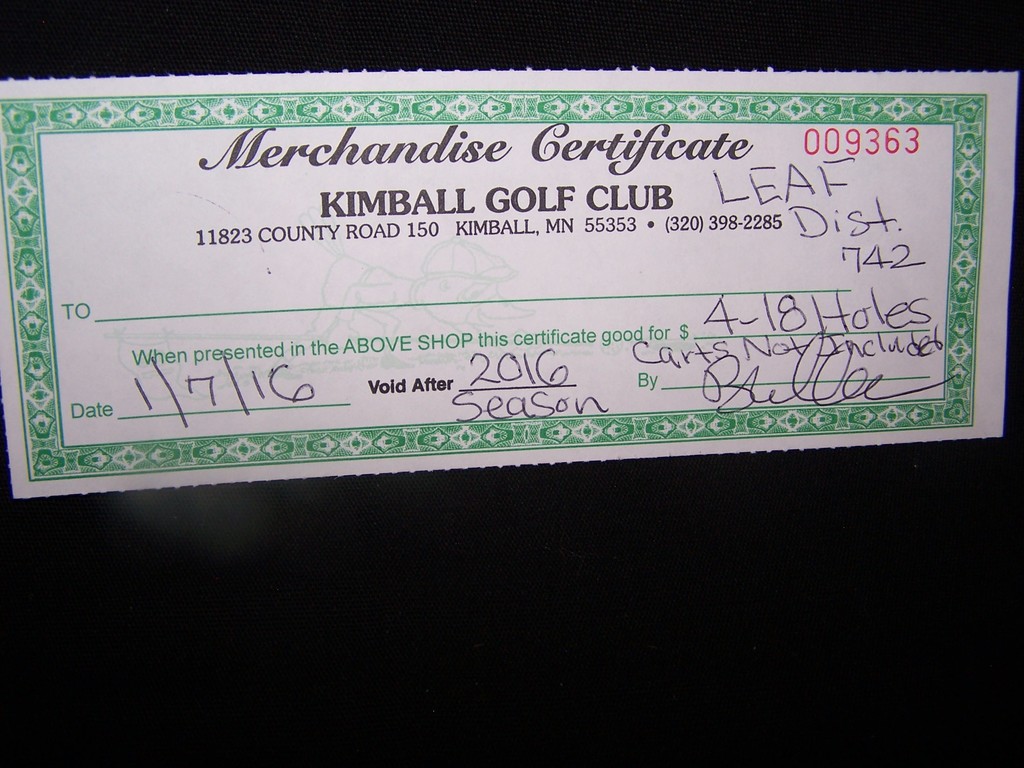 Merchandise Certificate 009363
KIMBALL GOLF CLUB LEAF
11823 COUNTY ROAD 150 KIMBALL, MN 55353 • (320) 398-2285 Dist.
742
TO
When presented in the ABOVE SHOP this certificate good for $ 4-18 Holes
Carts Not Included
Date 1/7/16 Void After 2016 By
Season